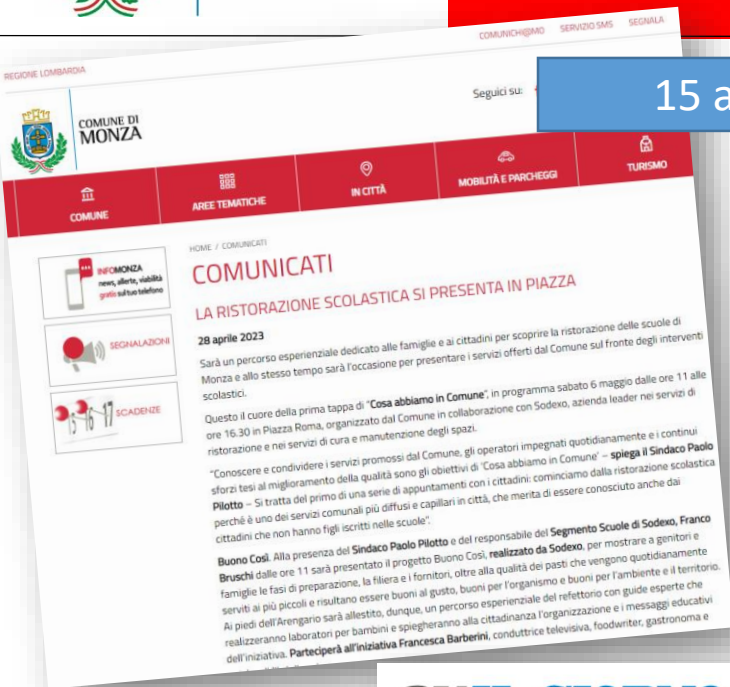 COMUNICHI@MO SERVIZIO SMS SEGNALA
REGIONE LOMBARDIA
Seguici su:
15 a
COMUNE DI
MONZA
COMUNE
AREE TEMATICHE
IN CITTÀ
MOBILITÀ E PARCHEGGI
TURISMO
INFOMONZA
news, allerte, viabilità
gratis sul tuo telefono
SEGNALAZIONI
15 16 17 SCADENZE
HOME / COMUNICATI
COMUNICATI
LA RISTORAZIONE SCOLASTICA SI PRESENTA IN PIAZZA
28 aprile 2023
Sarà un percorso esperienziale dedicato alle famiglie e ai cittadini per scoprire la ristorazione delle scuole di
Monza e allo stesso tempo sarà l'occasione per presentare i servizi offerti dal Comune sul fronte degli interventi
scolastici.
Questo il cuore della prima tappa di "Cosa abbiamo in Comune", in programma sabato 6 maggio dalle ore 11 alle
ore 16.30 in Piazza Roma, organizzato dal Comune in collaborazione con Sodexo, azienda leader nei servizi di
ristorazione e nei servizi di cura e manutenzione degli spazi.
"Conoscere e condividere i servizi promossi dal Comune, gli operatori impegnati quotidianamente e i continui
sforzi tesi al miglioramento della qualità sono gli obiettivi di 'Cosa abbiamo in Comune' – spiega il Sindaco Paolo
Pilotto – Si tratta del primo di una serie di appuntamenti con i cittadini: cominciamo dalla ristorazione scolastica
perchè è uno dei servizi comunali più diffusi e capillari in città, che merita di essere conosciuto anche dai
cittadini che non hanno figli iscritti nelle scuole".
Buono Così. Alla presenza del Sindaco Paolo Pilotto e del responsabile del Segmento Scuole di Sodexo, Franco
Bruschi dalle ore 11 sarà presentato il progetto Buono Così, realizzato da Sodexo, per mostrare a genitori e
famiglie le fasi di preparazione, la filiera e i fornitori, oltre alla qualità dei pasti che vengono quotidianamente
serviti ai più piccoli e risultano essere buoni al gusto, buoni per l'organismo e buoni per l'ambiente e il territorio.
Ai piedi dell'Arengario sarà allestito, dunque, un percorso esperienziale del refettorio con guide esperte che
realizzeranno laboratori per bambini e spiegheranno alla cittadinanza l'organizzazione e i messaggi educativi
dell'iniziativa. Parteciperà all'iniziativa Francesca Barberini, conduttrice televisiva, foodwriter, gastronoma e